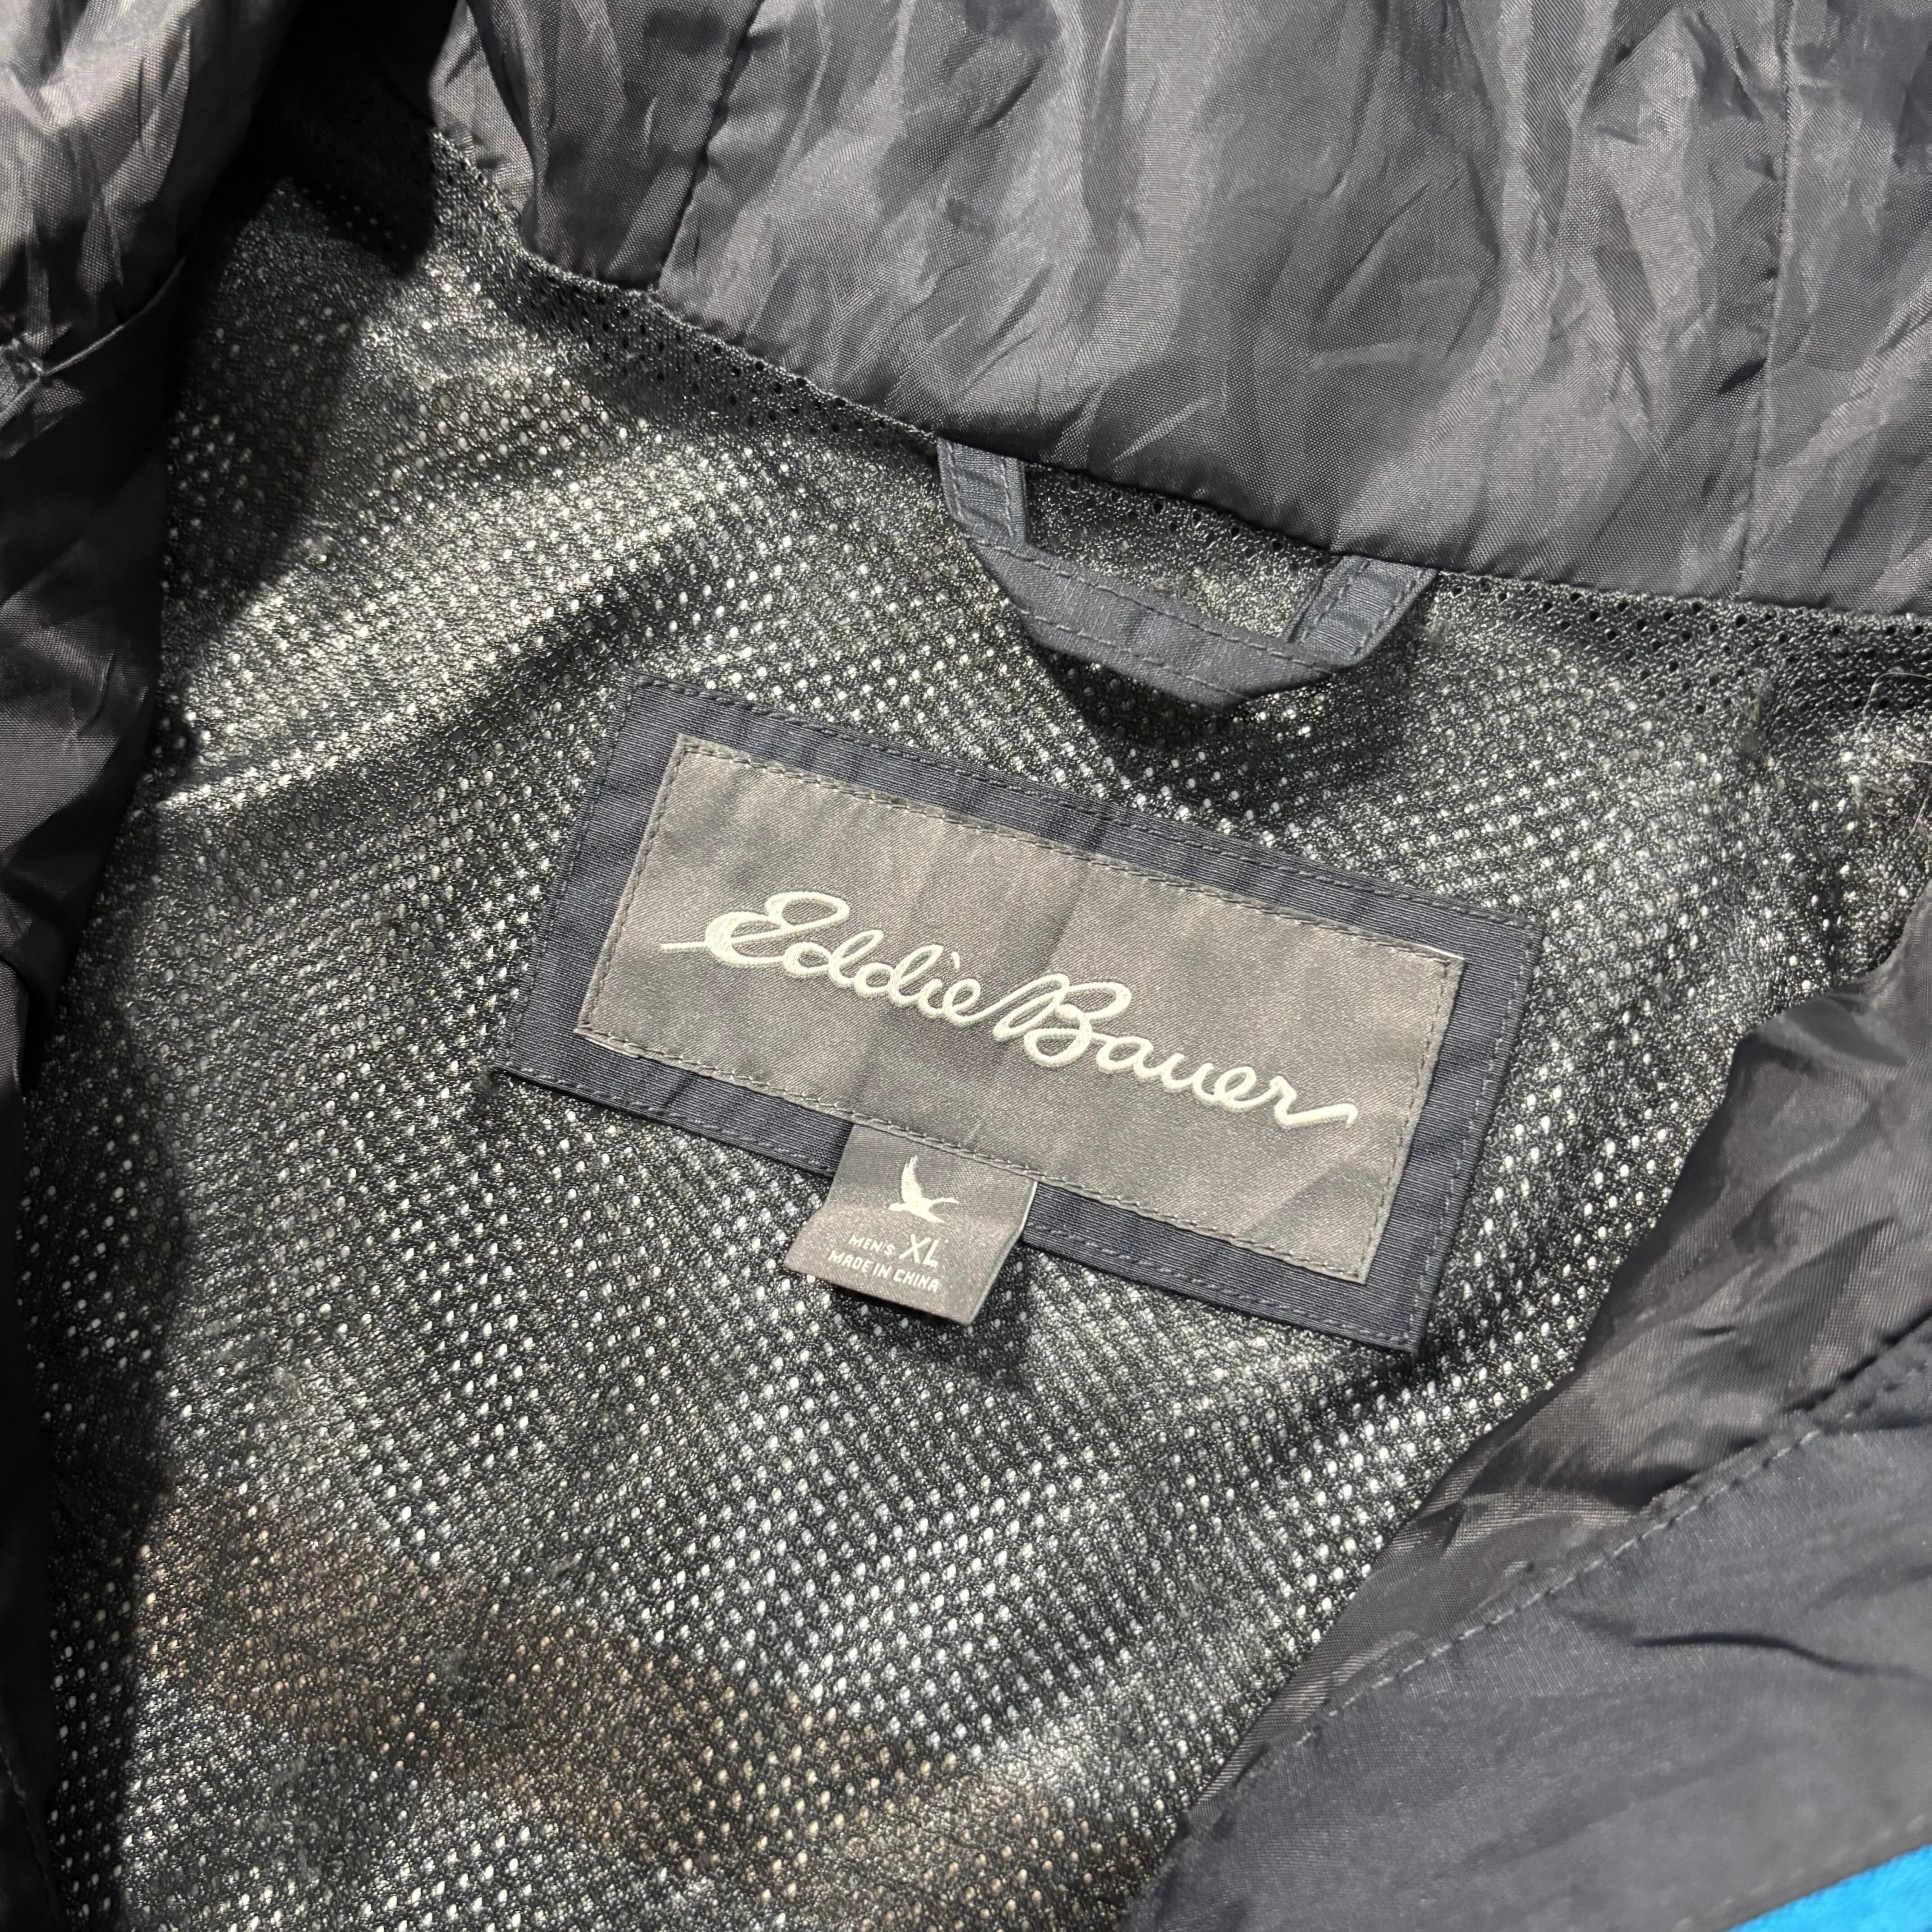 Eddie Bauer
MEN'S XL
MADE IN CHINA